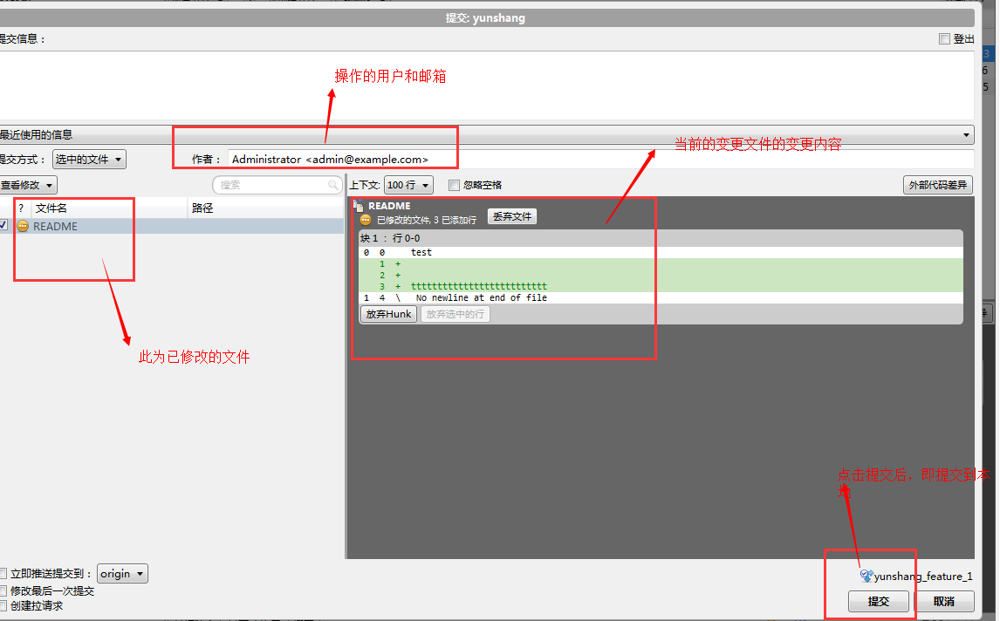 提交: yunshang
提交信息：
登出
操作的用户和邮箱
最近使用的信息
当前的变更文件的变更内容
提交方式： 选中的文件 作者： Administrator <admin@example.com>
查看修改 搜索 上下文: 100 行 忽略空格 外部代码差异
? 文件名 路径
README
README
已修改的文件, 3 已添加行 丢弃文件
块 1 ： 行 0-0
0 0 test
1 +
2 +
3 + tttttttttttttttttttttttttt
1 4 \ No newline at end of file
放弃Hunk 放弃选中的行
此为已修改的文件
点击提交后，即提交到本
地
立即推送提交到： origin
yunshang_feature_1
修改最后一次提交
创建拉请求
提交 取消
3
6
5